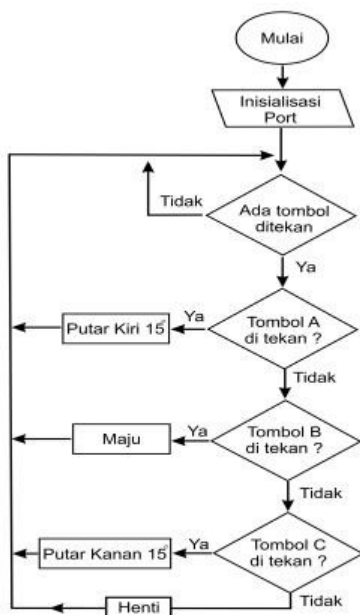 Mulai
Inisialisasi
Port
Tidak
Ada tombol
ditekan
Ya
Putar Kiri 15°
Ya
Tombol A
di tekan ?
Tidak
Maju
Ya
Tombol B
di tekan ?
Tidak
Putar Kanan 15°
Ya
Tombol C
di tekan ?
Tidak
Henti